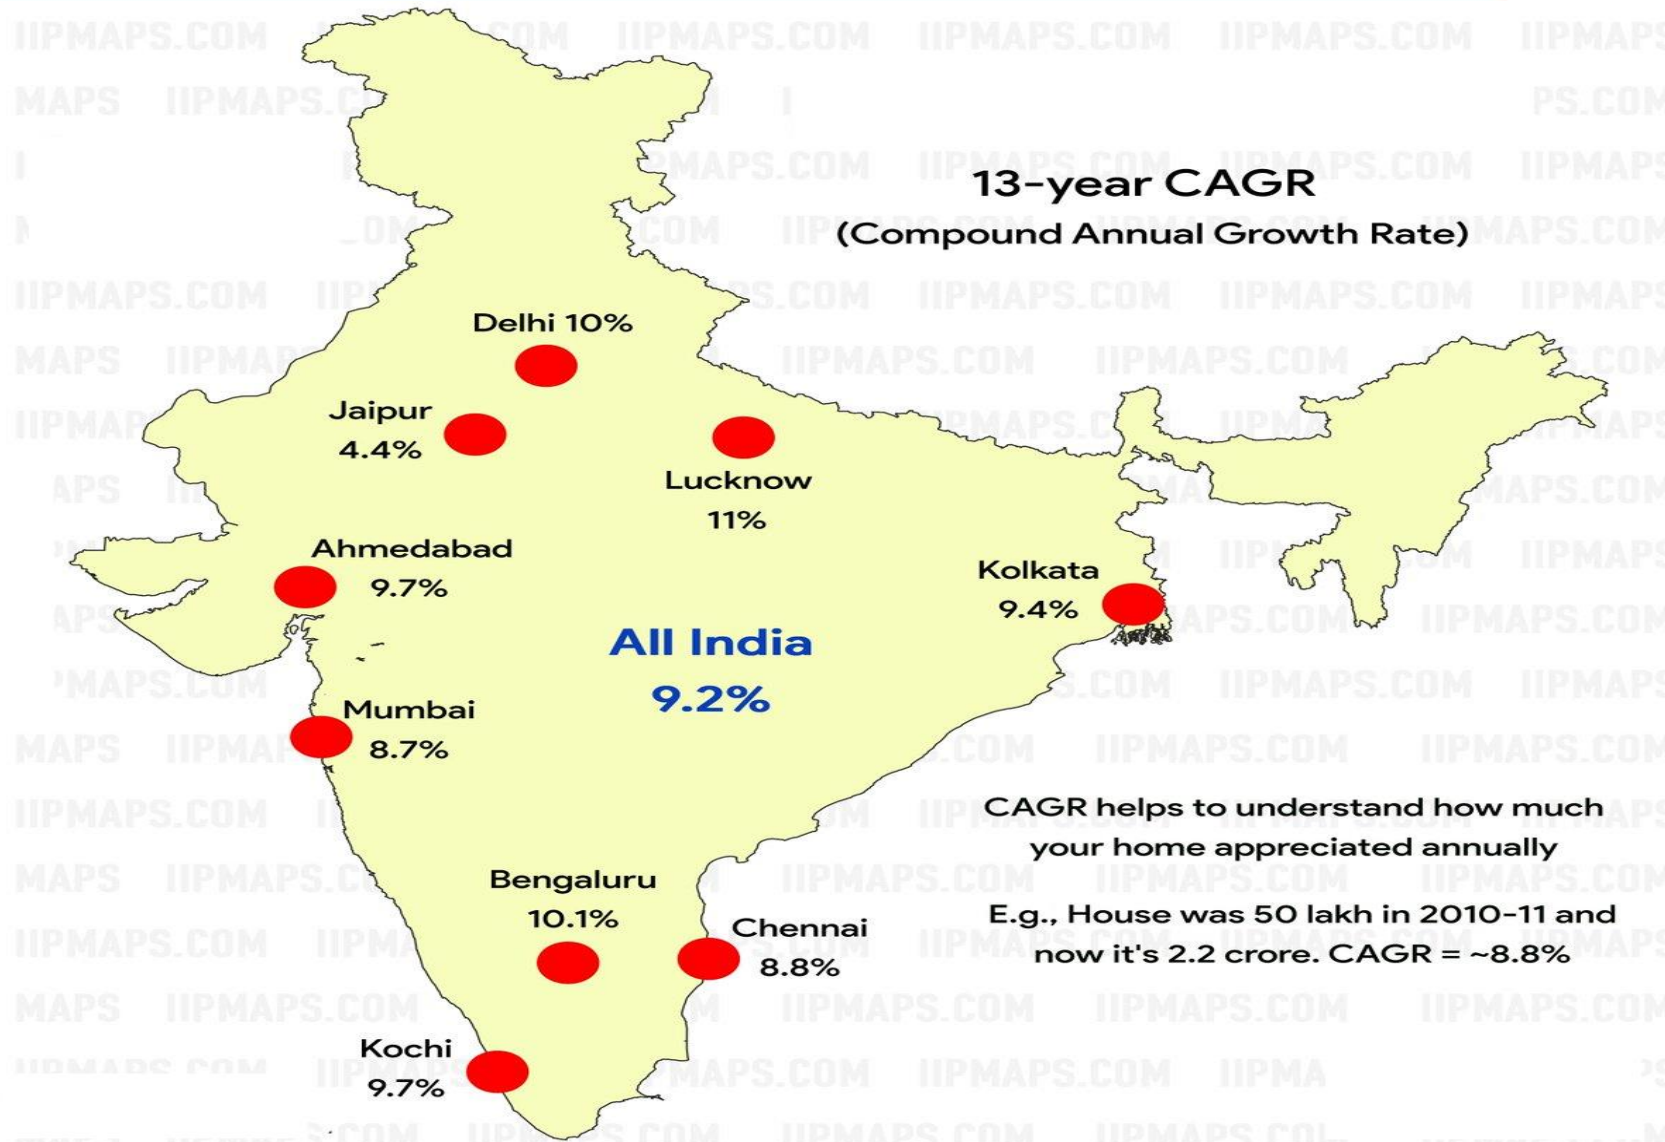 13-year CAGR
(Compound Annual Growth Rate)
Delhi 10%
Jaipur
4.4%
Lucknow
11%
Ahmedabad
9.7%
Kolkata
9.4%
All India
9.2%
Mumbai
8.7%
CAGR helps to understand how much
your home appreciated annually
Bengaluru
10.1%
E.g., House was 50 lakh in 2010-11 and
now it's 2.2 crore. CAGR = ~8.8%
Chennai
8.8%
Kochi
9.7%
IIPMAPS.COM